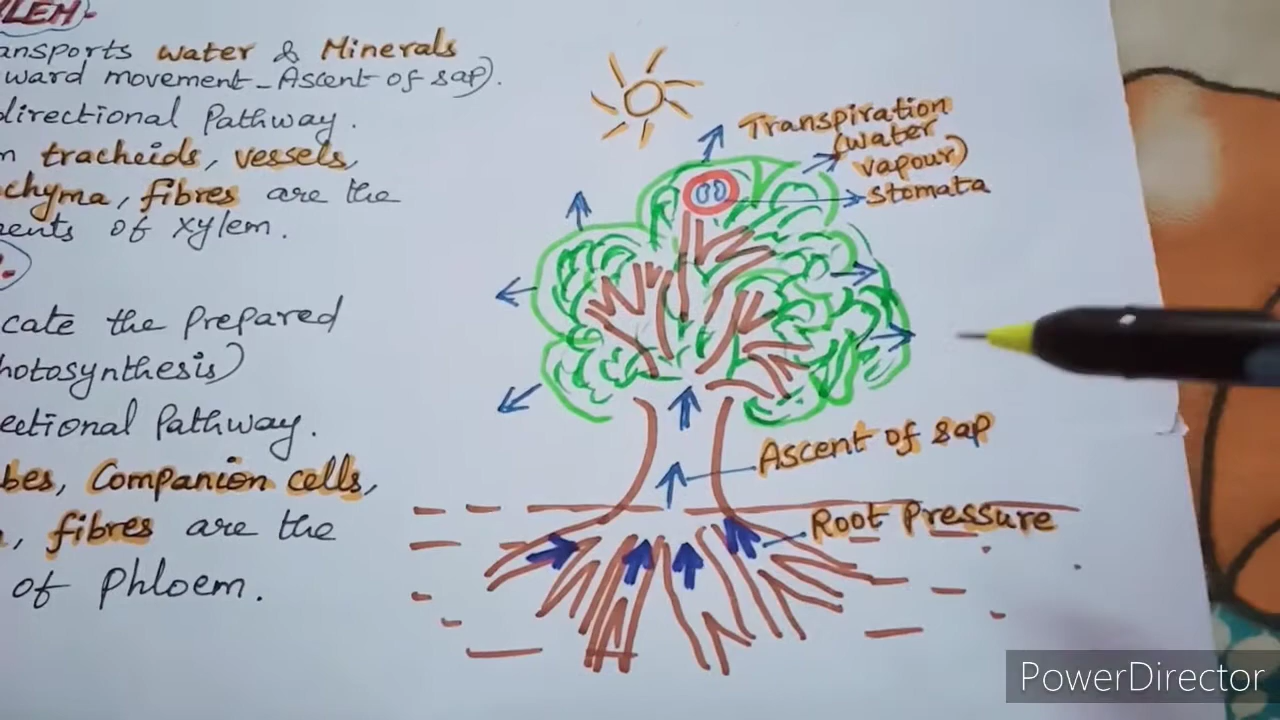 YLEM-
ansports water & Minerals
ward movement - Ascent of sap).
directional Pathway.
n tracheids, vessels,
chyma, fibres are the
ents of xylem.
cate the prepared
hotosynthesis)
ectional Pathway.
bes, Companion cells,
, fibres are the
of phloem.
Transpiration
(water
vapour)
Stomata
Ascent of sap
Root Pressure
PowerDirector